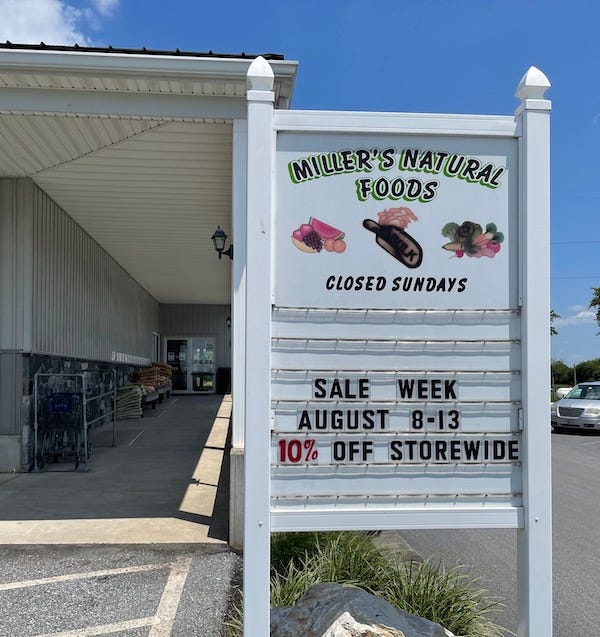 MILLER'S NATURAL
FOODS
MILK
CLOSED SUNDAYS
SALE WEEK
AUGUST 8-13
10% OFF STOREWIDE